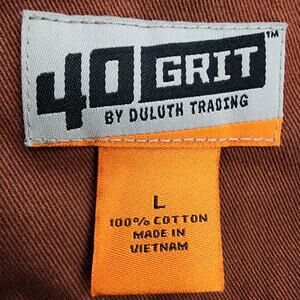 40 GRIT™
BY DULUTH TRADING
L
100% COTTON
MADE IN
VIETNAM